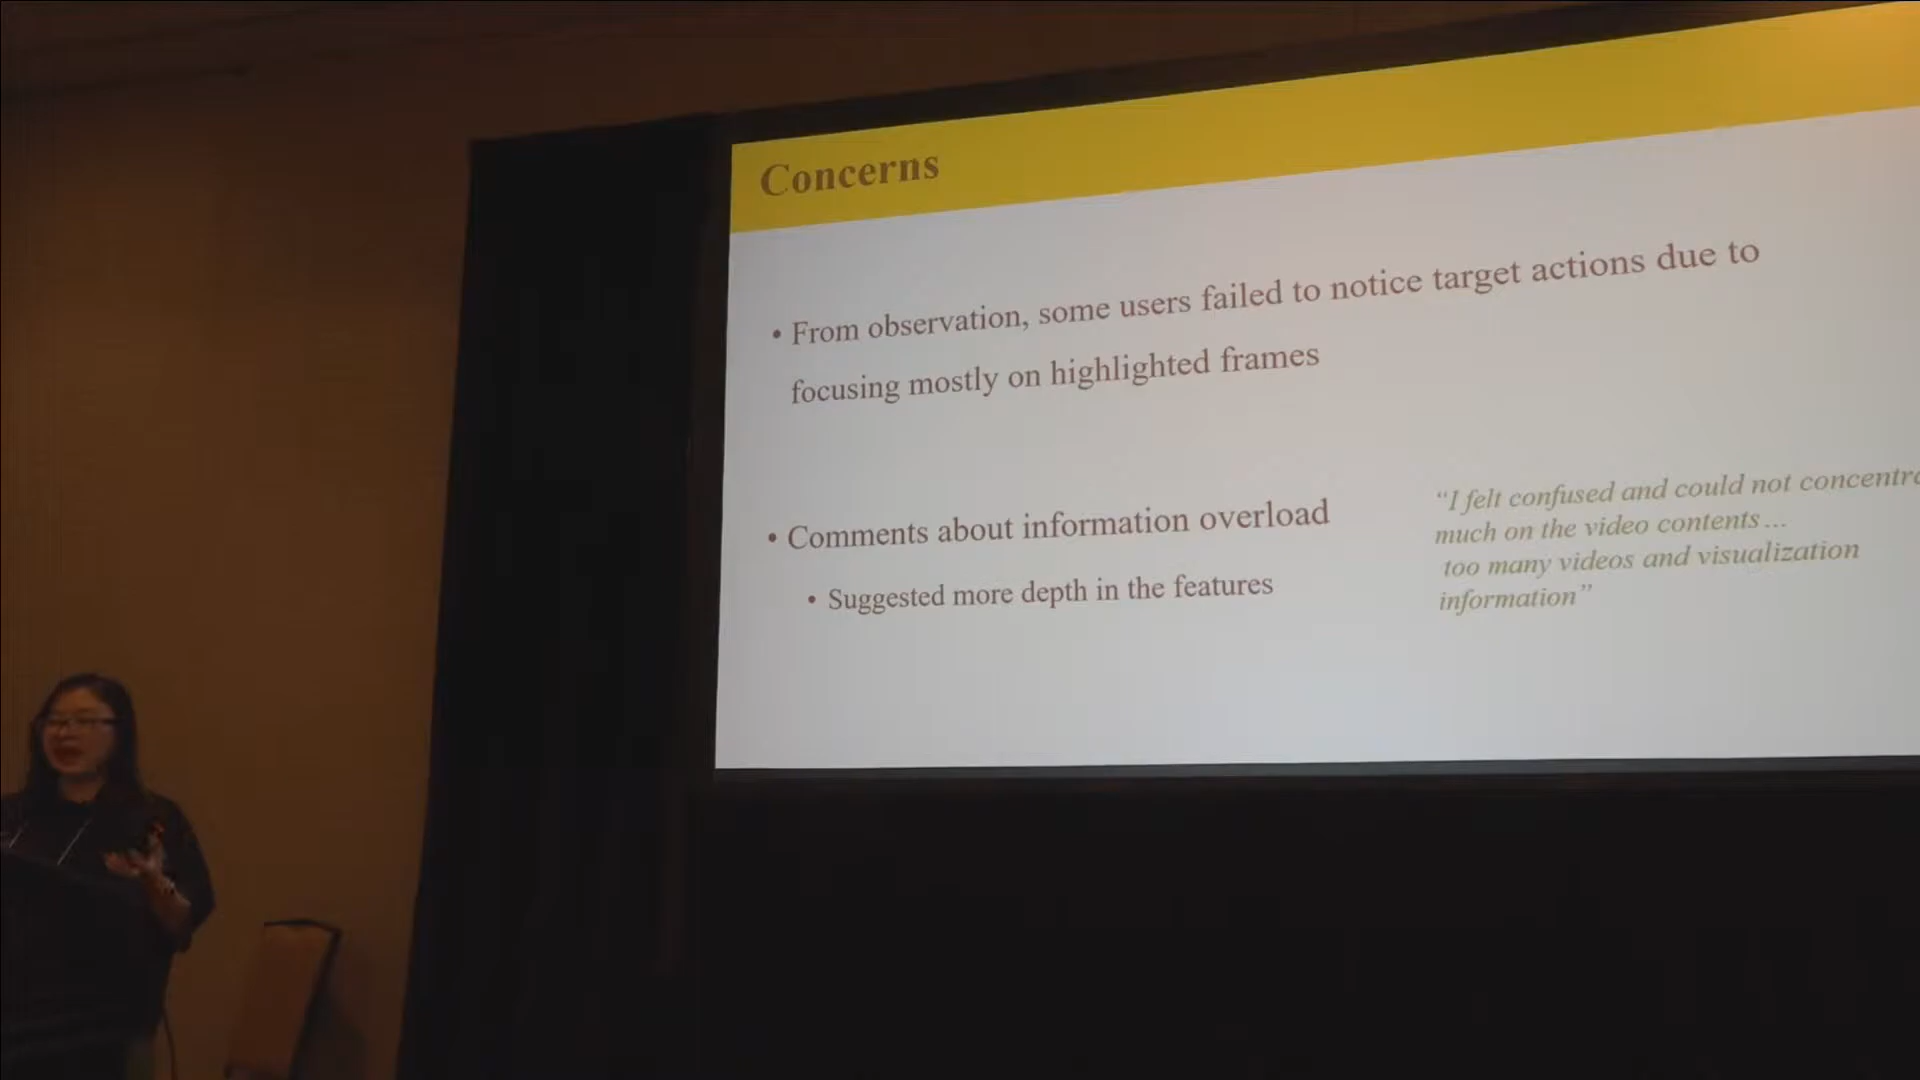 Concerns
• From observation, some users failed to notice target actions due to
focusing mostly on highlighted frames
• Comments about information overload
• Suggested more depth in the features
“I felt confused and could not
much on the video contents...
too many videos and visualization
information”